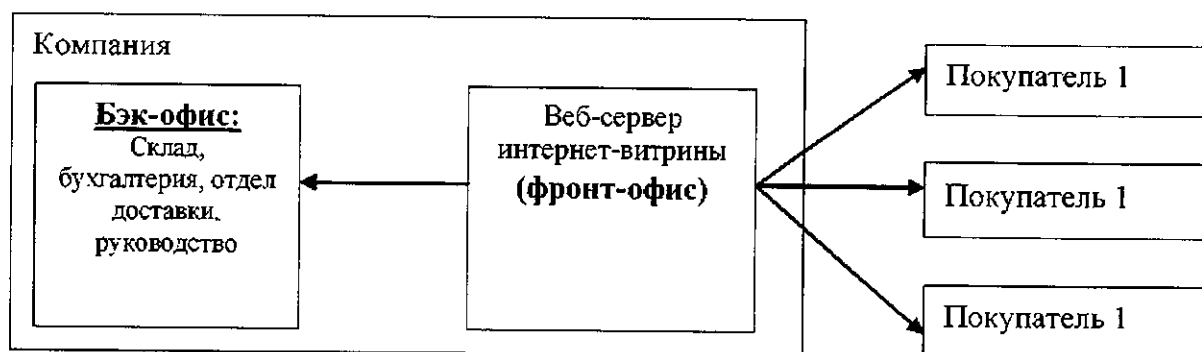 Компания
Бэк-офис:
Склад,
бухгалтерия, отдел
доставки.
руководство
Веб-сервер
интернет-витрины
(фронт-офис)
Покупатель 1
Покупатель 1
Покупатель 1